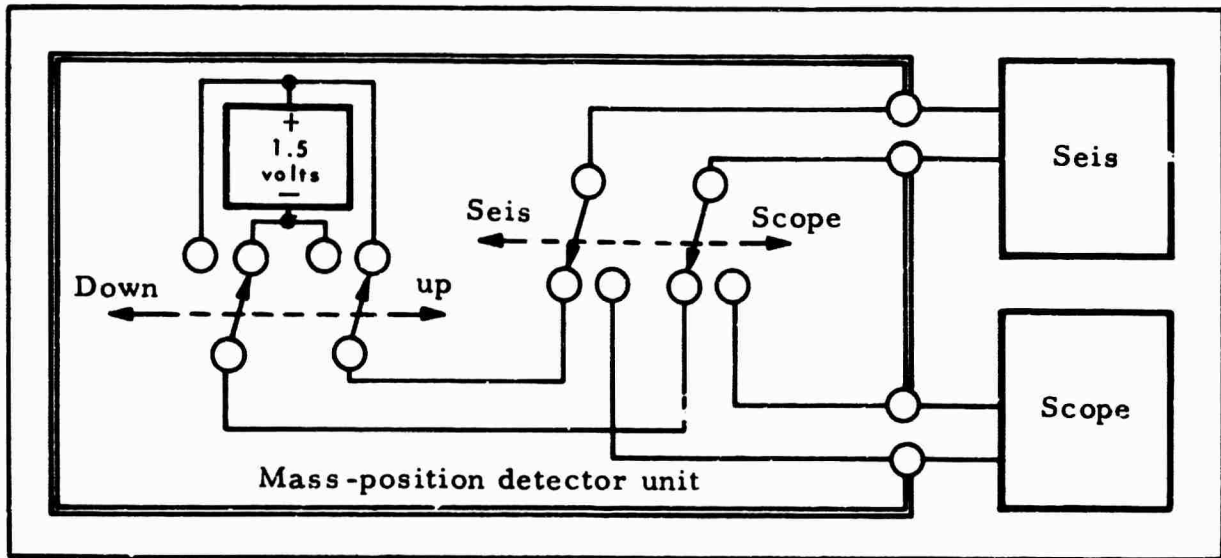 +
1.5
volts
−
Seis
Seis
Scope
Down
up
Scope
Mass-position detector unit